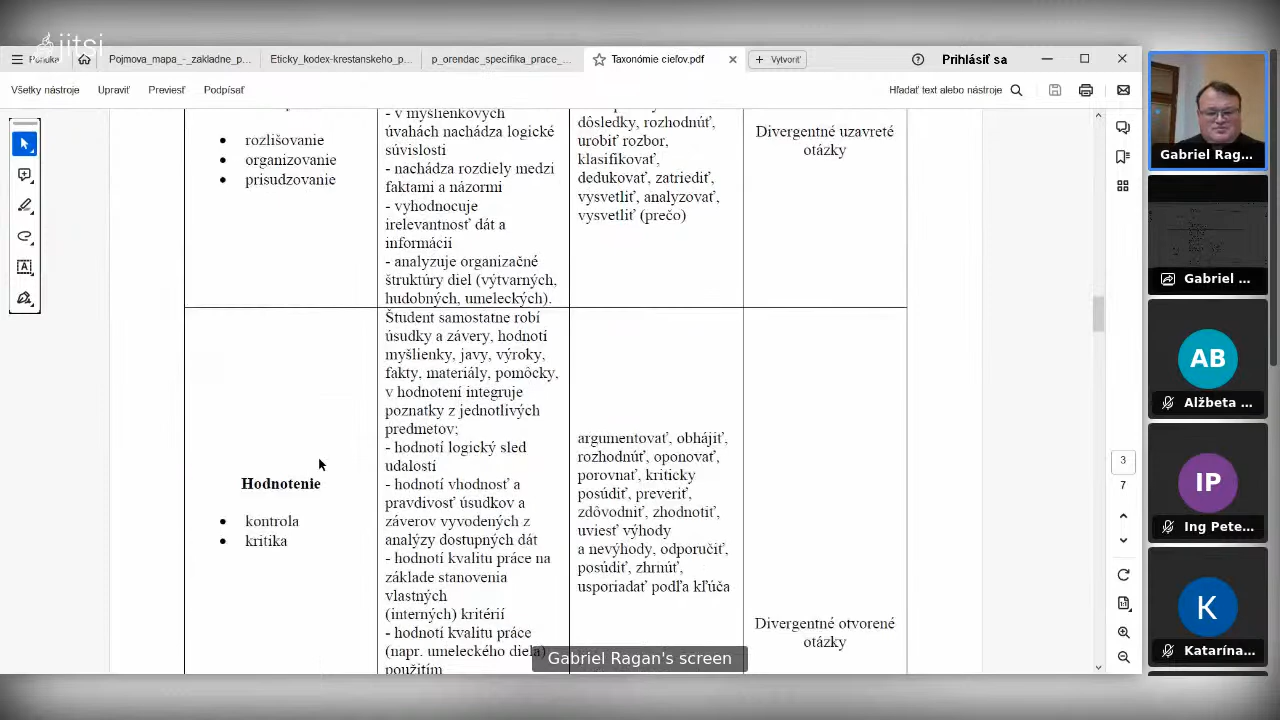 jitsi
Ponuka
Pojmova_mapa_-_zakladne_p...
Eticky_kodex-krestanskeho_p...
p_orendac_specifika_prace_...
Taxonómie cieľov.pdf
Vytvoriť
Prihlásiť sa
Všetky nástroje
Upraviť
Previesť
Podpísať
Hľadať text alebo nástroje
rozlišovanie
organizovanie
prisudzovanie
- v myšlienkových
úvahách nachádza logické
súvislosti
- nachádza rozdiely medzi
faktami a názormi
- vyhodnocuje
irelevantnosť dát a
informácií
- analyzuje organizačné
štruktúry diel (výtvarných,
hudobných, umeleckých).
dôsledky, rozhodnúť,
urobiť rozbor,
klasifikovať,
dedukovať, zatriediť,
vysvetliť, analyzovať,
vysvetliť (prečo)
Divergentné uzavreté
otázky
Hodnotenie
kontrola
kritika
Študent samostatne robí
úsudky a závery, hodnotí
myšlienky, javy, výroky,
fakty, materiály, pomôcky,
v hodnotení integruje
poznatky z jednotlivých
predmetov;
- hodnotí logický sled
udalostí
- hodnotí vhodnosť a
pravdivosť úsudkov a
záverov vyvodených z
analýzy dostupných dát
- hodnotí kvalitu práce na
základe stanovenia
vlastných
(interných) kritérií
- hodnotí kvalitu práce
(napr. umeleckého diela)
použitím
argumentovať, obhájiť,
rozhodnúť, oponovať,
porovnať, kriticky
posúdiť, preveriť,
zdôvodniť, zhodnotiť,
uviesť výhody
a nevýhody, odporučiť,
posúdiť, zhrnúť,
usporiadať podľa kľúča
Divergentné otvorené
otázky
3
7
Gabriel Ragan's screen
Gabriel Rag...
Gabriel ...
AB
Alžbeta ...
IP
Ing Pete...
K
Katarína...